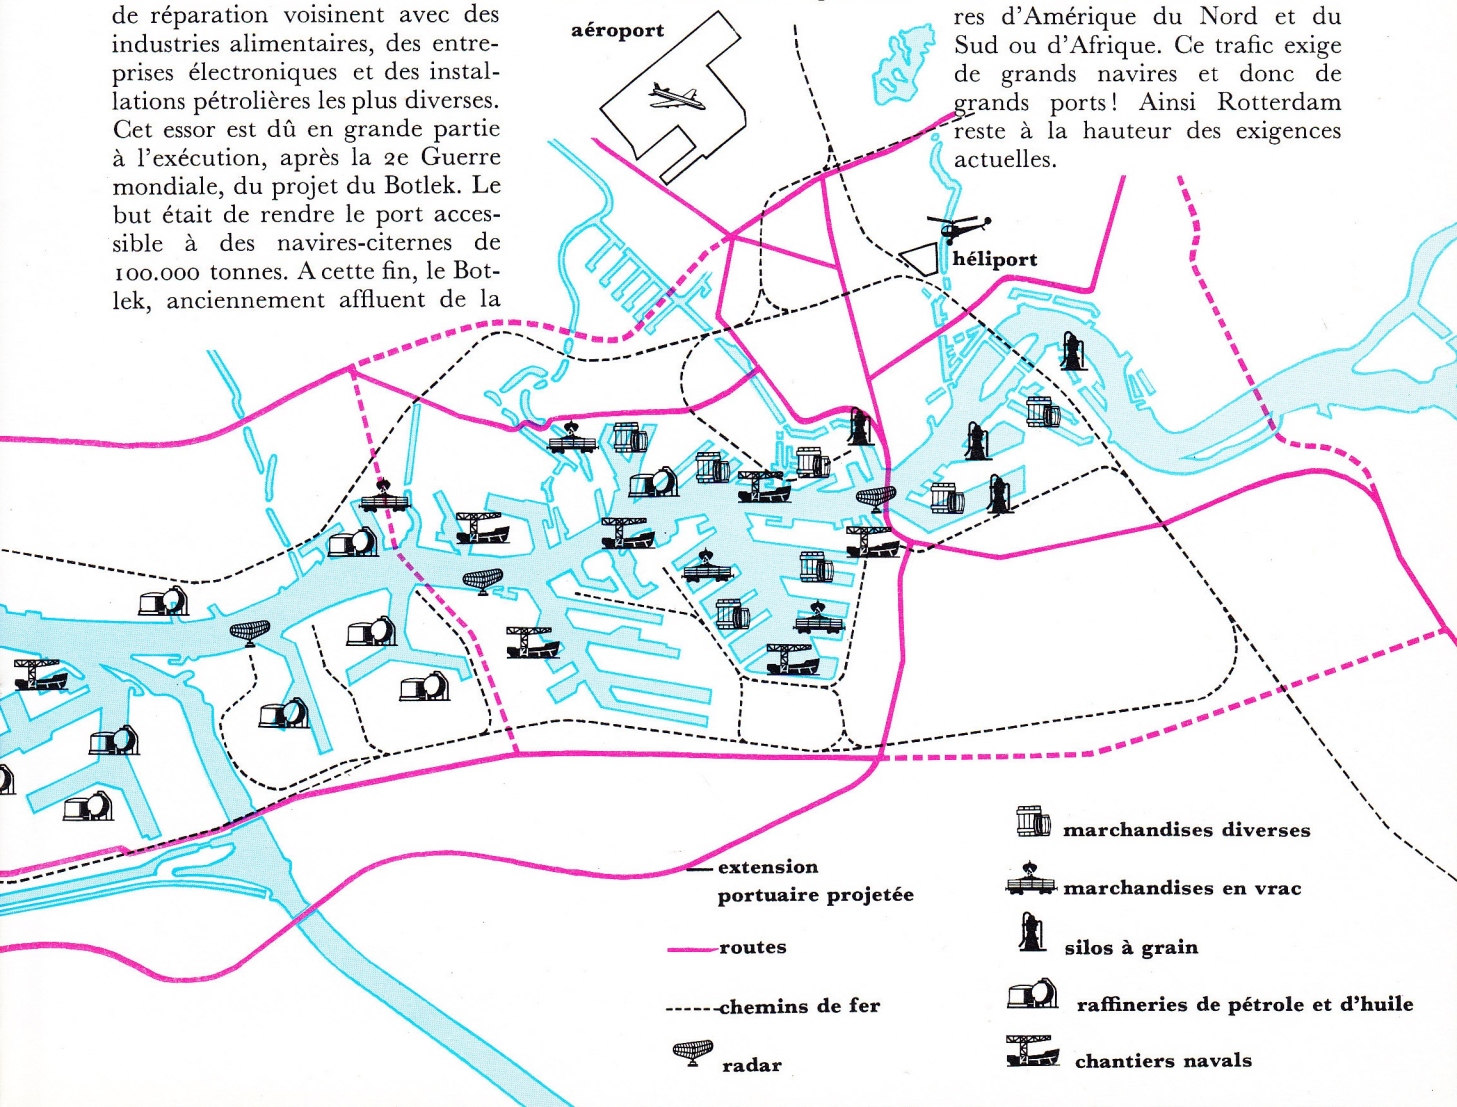 de réparation voisinent avec des
industries alimentaires, des entre-
prises électroniques et des instal-
lations pétrolières les plus diverses.
Cet essor est dû en grande partie
à l'exécution, après la 2e Guerre
mondiale, du projet du Botlek. Le
but était de rendre le port acces-
sible à des navires-citernes de
100.000 tonnes. A cette fin, le Bot-
lek, anciennement affluent de la
res d'Amérique du Nord et du
Sud ou d'Afrique. Ce trafic exige
de grands navires et donc de
grands ports! Ainsi Rotterdam
reste à la hauteur des exigences
actuelles.
aéroport
héliport
extension
portuaire projetée
routes
chemins de fer
radar
marchandises diverses
marchandises en vrac
silos à grain
raffineries de pétrole et d'huile
chantiers navals